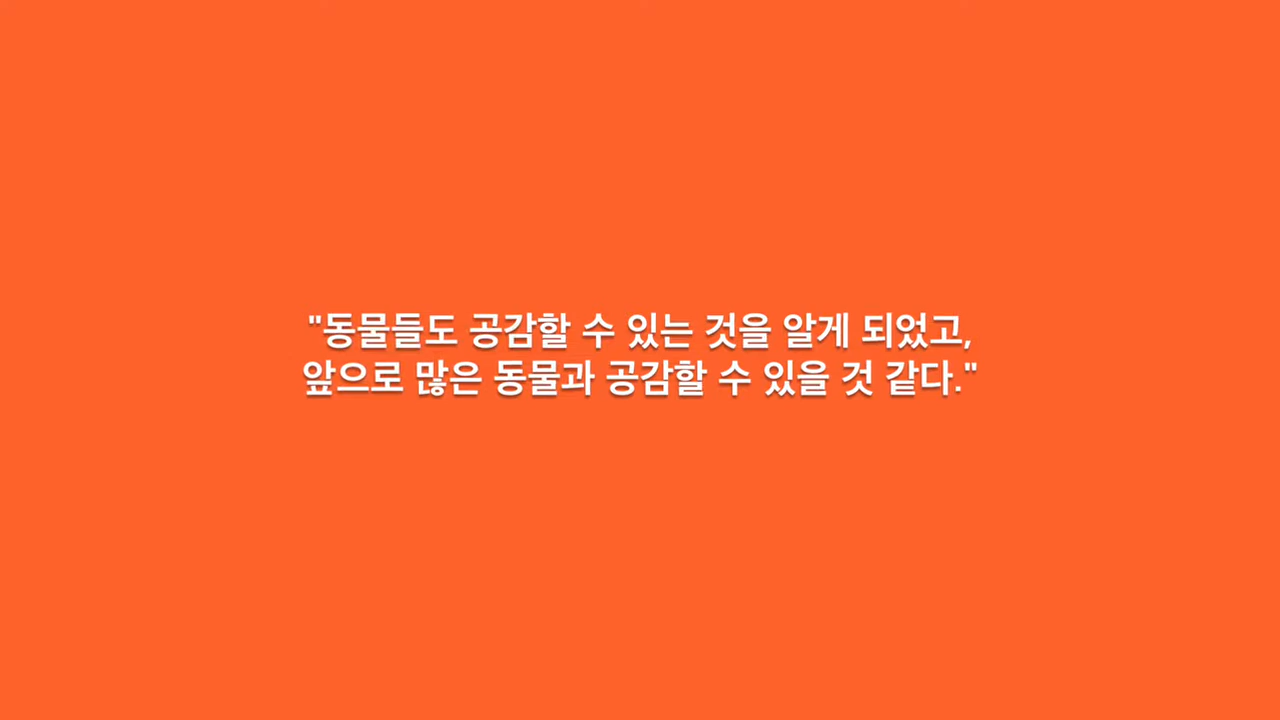 "동물들도 공감할 수 있는 것을 알게 되었고,
앞으로 많은 동물과 공감할 수 있을 것 같다."